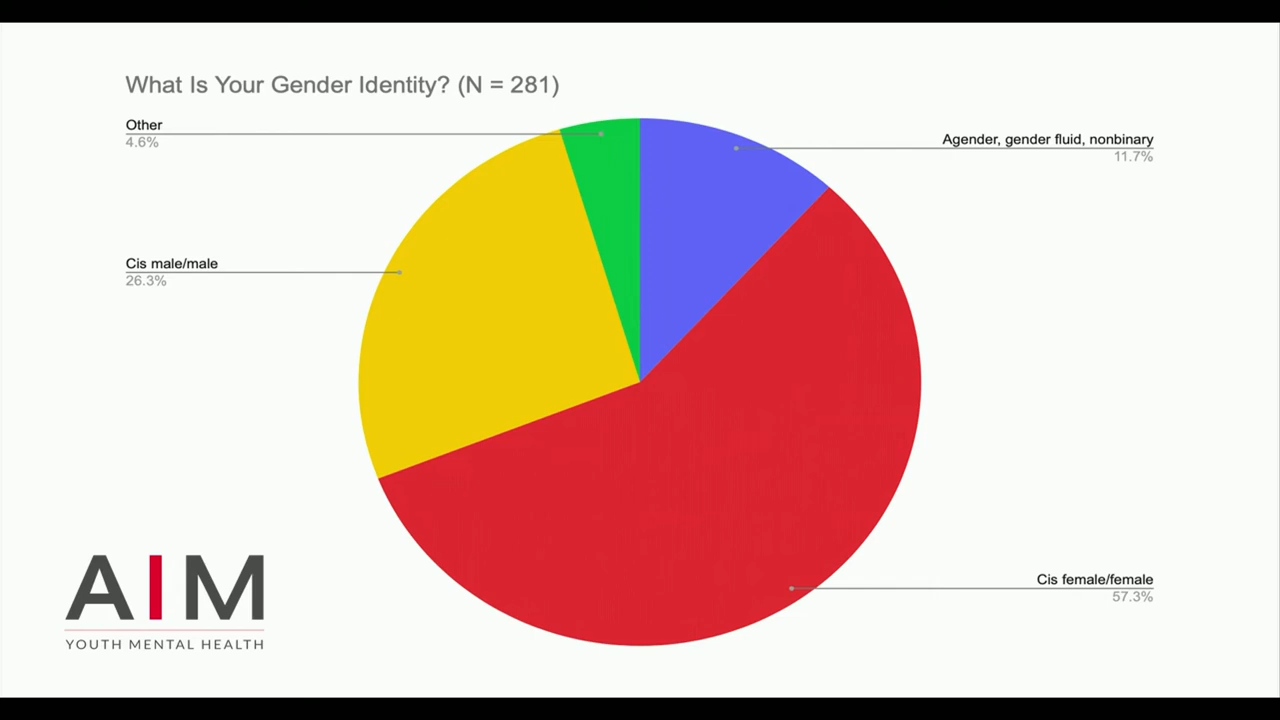 What Is Your Gender Identity? (N = 281)
Other
4.6%
Agender, gender fluid, nonbinary
11.7%
Cis male/male
26.3%
Cis female/female
57.3%
AIM
YOUTH MENTAL HEALTH